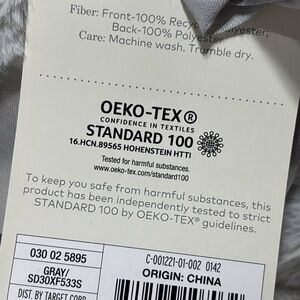 Fiber: Front-100% Recycled Polyester;
Back-100% Polyester
Care: Machine wash. Tumble dry.
OEKO-TEX®
CONFIDENCE IN TEXTILES
STANDARD 100
16.HCN.89565 HOHENSTEIN HTTI
Tested for harmful substances.
www.oeko-tex.com/standard100
To keep you safe from harmful substances, this
product has been independently tested to strict
STANDARD 100 by OEKO-TEX® guidelines.
030 02 5895
GRAY/
SD30XF533S
DIST. BY TARGET CORP
C-001221-01-002 0142
ORIGIN: CHINA